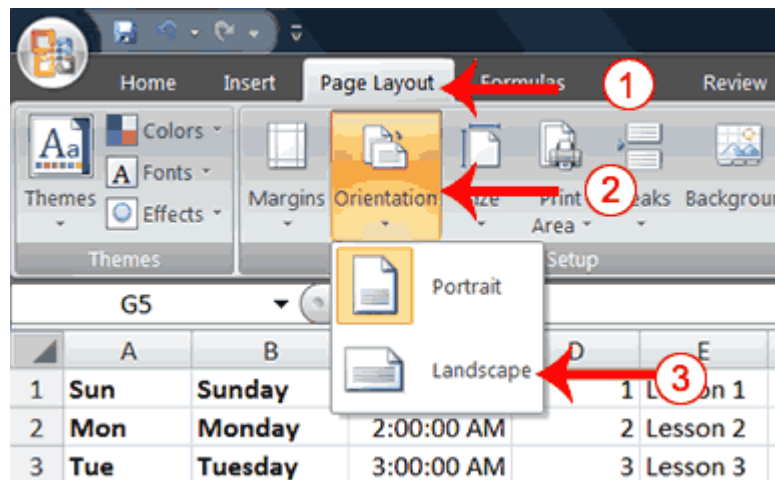 Home Insert Page Layout Formulas 1 Review
Aa Colors
A Fonts
Themes Effects Margins Orientation 2 Print
Area
Themes Setup
G5 Portrait
Landscape 3
A B D E
1 Sun Sunday 1
2 Mon Monday 2:00:00 AM 2 Lesson 2
3 Tue Tuesday 3:00:00 AM 3 Lesson 3